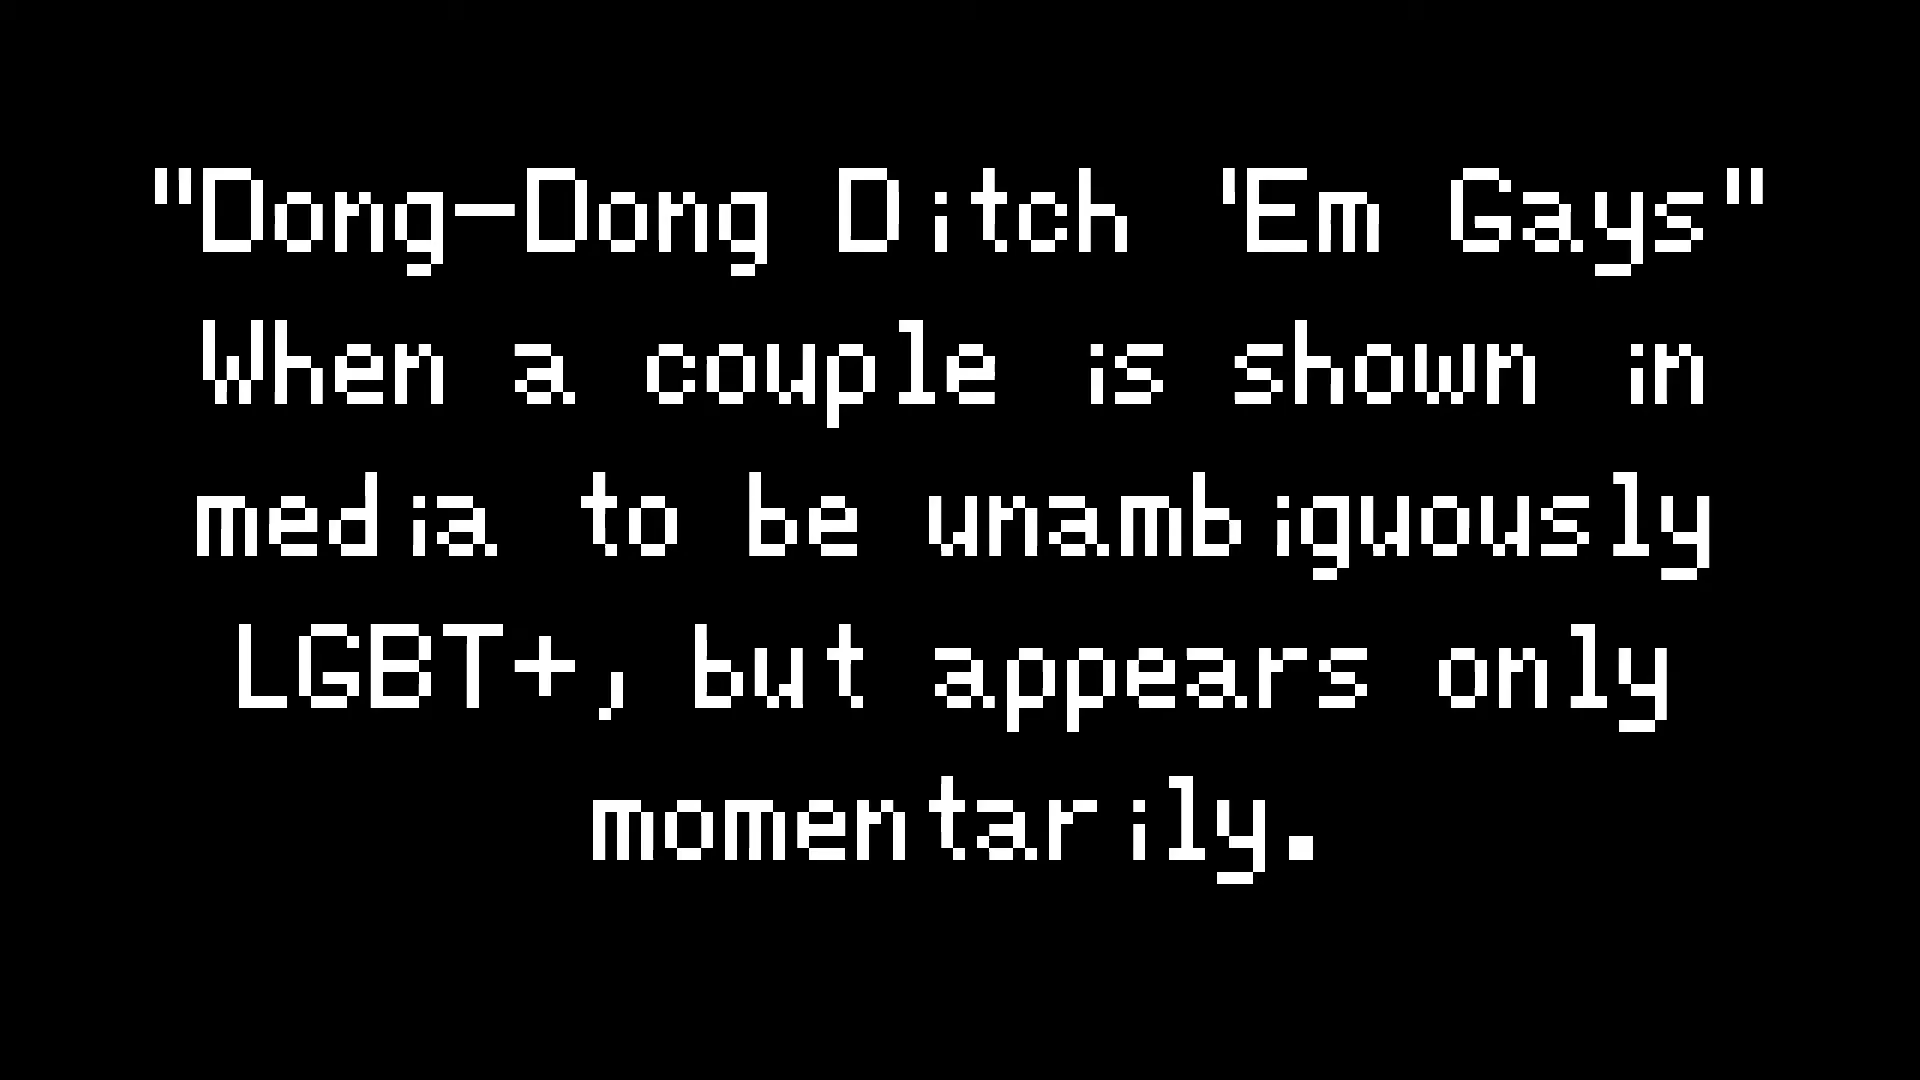 "Dong-Dong Ditch 'Em Gays"
When a couple is shown in
media to be unambiguously
LGBT+, but appears only
momentarily.